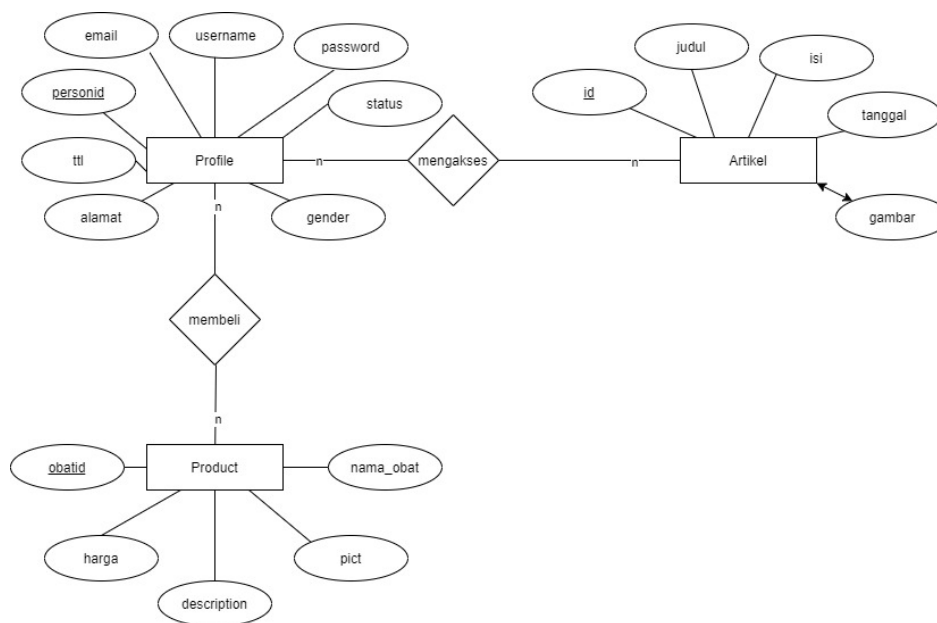 email
username
password
personid
status
ttl
Profile
alamat
gender
n
mengakses
n
judul
isi
id
tanggal
Artikel
gambar
n
membeli
n
obatid
Product
nama_obat
harga
pict
description